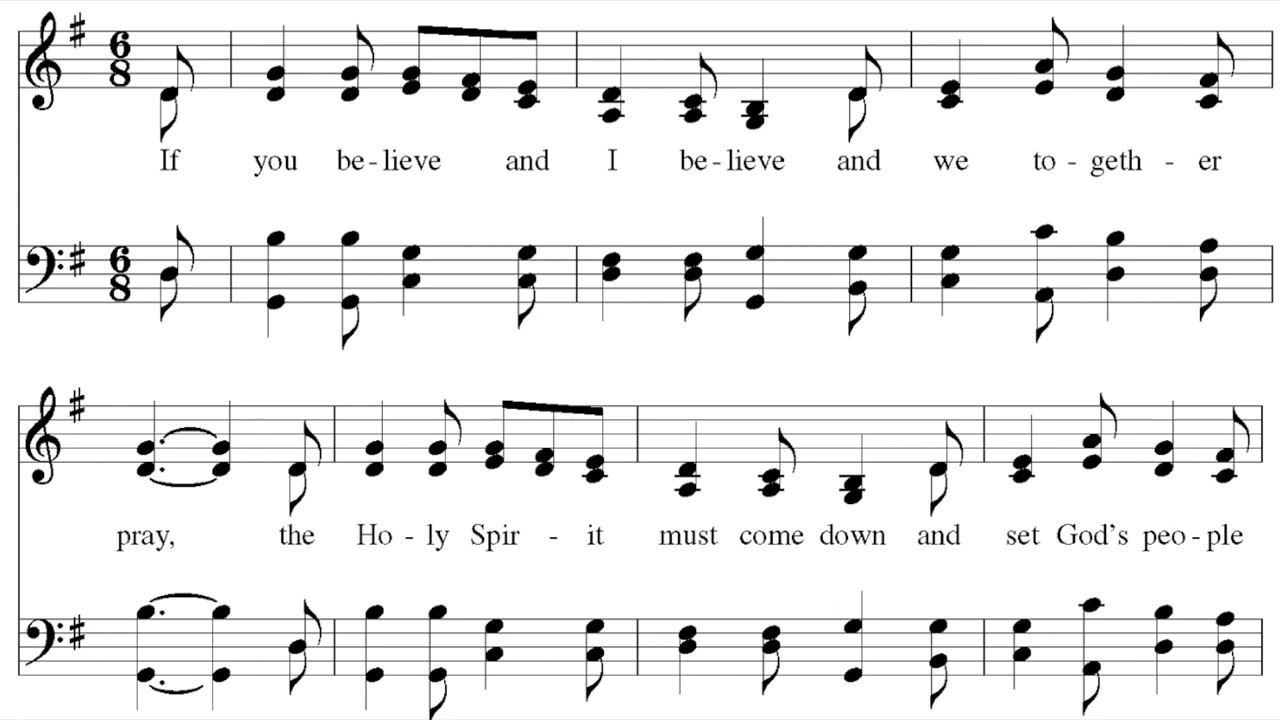 If you be - lieve and I be - lieve and we to - geth - er
pray, the Ho - ly Spir - it must come down and set God's peo - ple